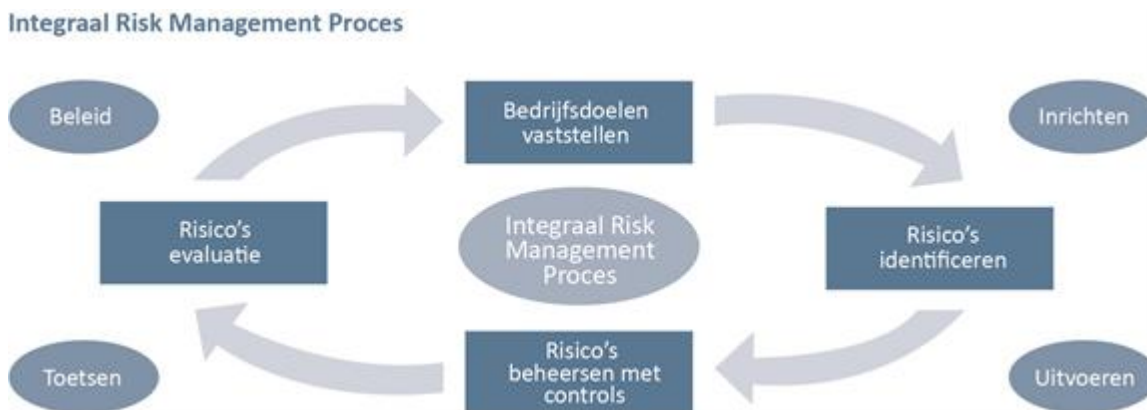 Integraal Risk Management Proces
Beleid
Bedrijfsdoelen
vaststellen
Inrichten
Risico's
evaluatie
Integraal Risk
Management
Proces
Risico's
identificeren
Toetsen
Risico's
beheersen met
controls
Uitvoeren